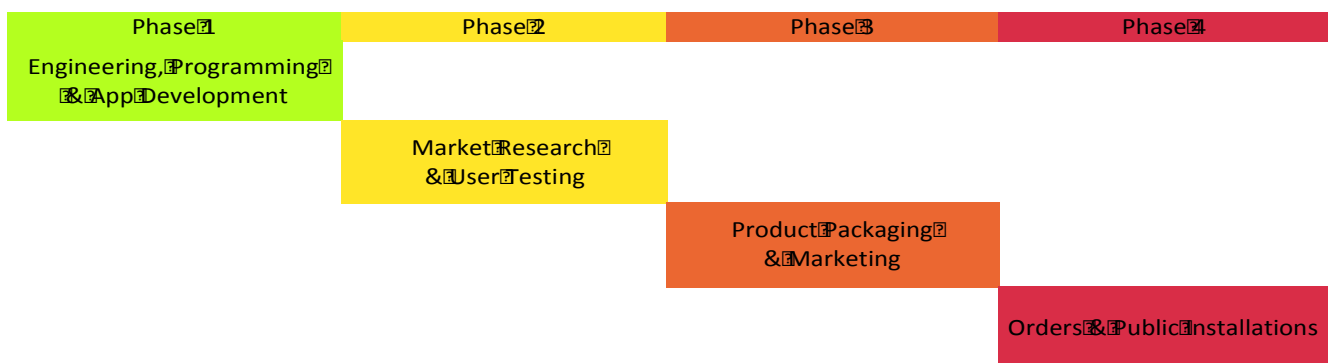 Phase 1
Phase 2
Phase 3
Phase 4
Engineering, Programming
& App Development
Market Research
& User Testing
Product Packaging
& Marketing
Orders & Public Installations